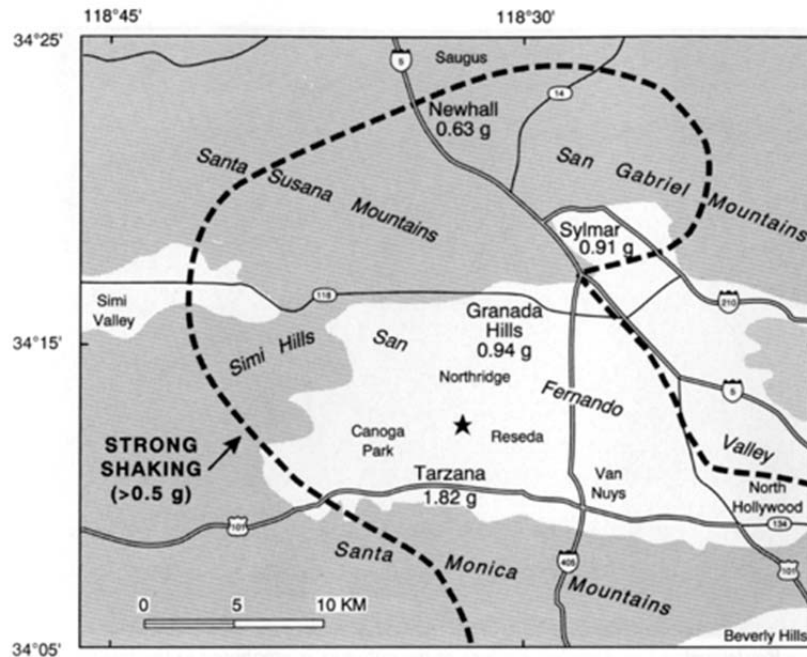 118°45'
118°30'
34°25'
Saugus
5
14
Newhall
0.63 g
Santa Susana Mountains
San Gabriel Mountains
Sylmar
0.91 g
Simi
Valley
118
210
Granada
Hills
0.94 g
34°15'
Simi Hills
San Fernando Valley
Northridge
5
STRONG
SHAKING
(>0.5 g)
Canoga
Park
Reseda
Tarzana
1.82 g
Van
Nuys
North
Hollywood
134
101
Santa Monica Mountains
405
101
0 5 10 KM
Beverly Hills
34°05'